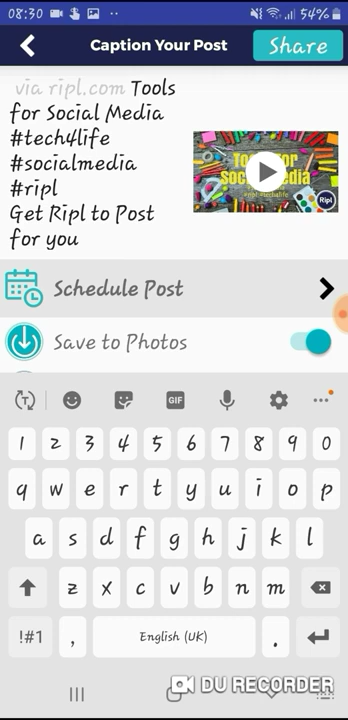 08:30 54%
Caption Your Post Share
via ripl.com Tools
for Social Media
#tech4life
#socialmedia
#ripl
Get Ripl to Post
for you
Tools for
Social Media
#ripl #tech4life
Ripl
Schedule Post
Save to Photos
GIF
1 2 3 4 5 6 7 8 9 0
q w e r t y u i o p
a s d f g h j k l
z x c v b n m
!#1 , English (UK) .
DU RECORDER